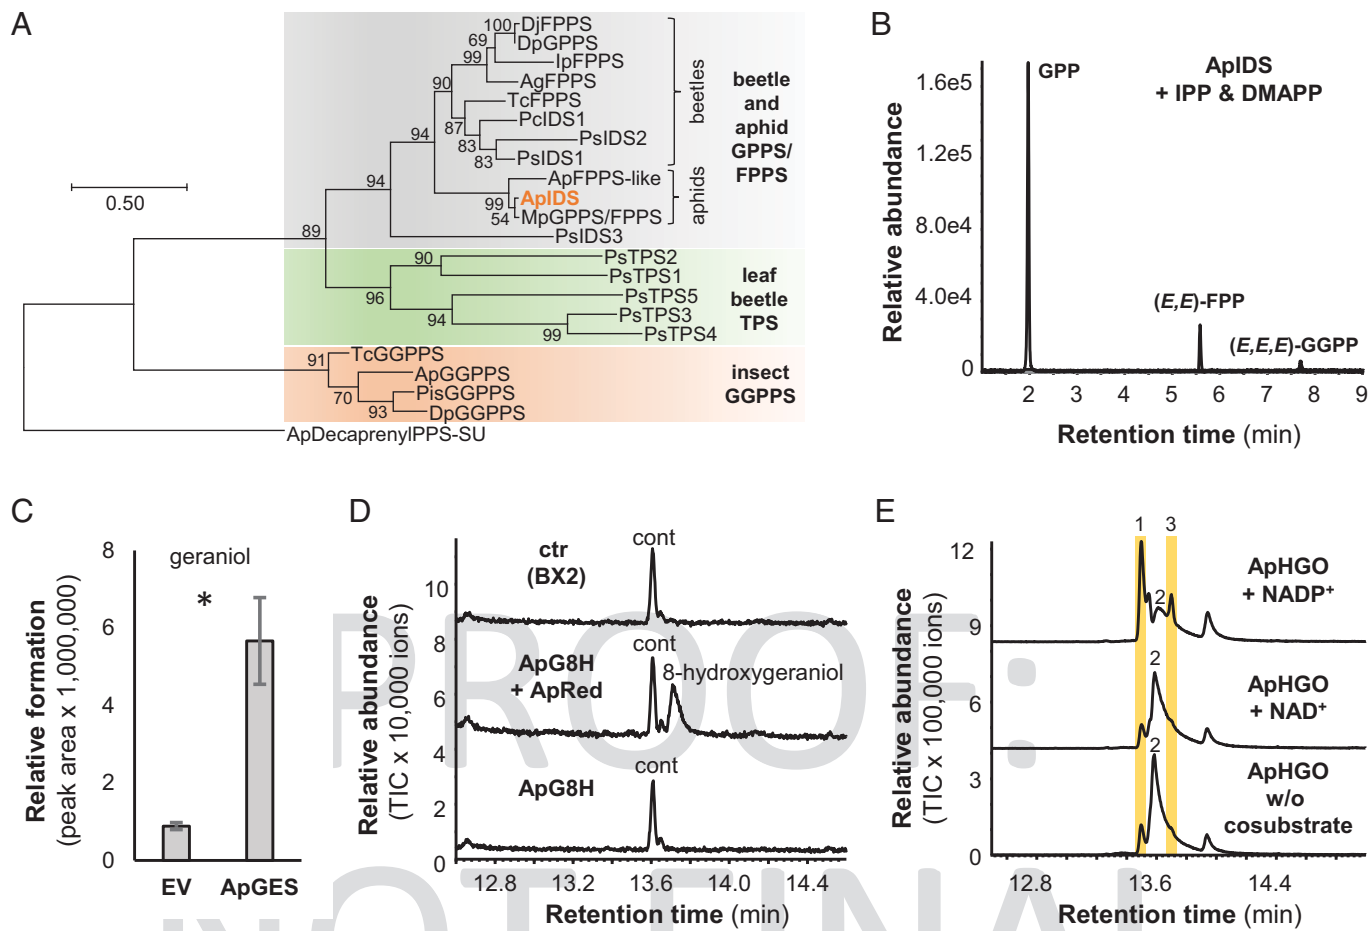 A
DjFPPS
DpGPPS
IpFPPS
AgFPPS
TcFPPS
PcIDS1
PsIDS2
PsIDS1
ApFPPS-like
ApIDS
MpGPPS/FPPS
PsIDS3
PsTPS2
PsTPS1
PsTPS5
PsTPS3
PsTPS4
TcGGPPS
ApGGPPS
PisGGPPS
DpGGPPS
ApDecaprenylPPS-SU
100
69
99
90
87
83
83
94
99
54
94
89
90
96
94
99
91
70
93
0.50
beetles
aphids
beetle
and
aphid
GPPS/
FPPS
leaf
beetle
TPS
insect
GGPPS
B
ApIDS
+ IPP & DMAPP
GPP
(E,E)-FPP
(E,E,E)-GGPP
Relative abundance
1.6e5
1.2e5
8.0e4
4.0e4
0
2 3 4 5 6 7 8 9
Retention time (min)
C
geraniol
*
Relative formation
(peak area x 1,000,000)
8
6
4
2
0
EV ApGES
D
ctr
(BX2)
cont
ApG8H
+ ApRed
cont
8-hydroxygeraniol
ApG8H
cont
Relative abundance
(TIC x 10,000 ions)
10
8
6
4
2
0
12.8 13.2 13.6 14.0 14.4
Retention time (min)
E
1 3
2
ApHGO
+ NADP⁺
2
ApHGO
+ NAD⁺
2
ApHGO
w/o
cosubstrate
Relative abundance
(TIC x 100,000 ions)
12
9
6
3
0
12.8 13.6 14.4
Retention time (min)
PROOF:
NOT FINAL